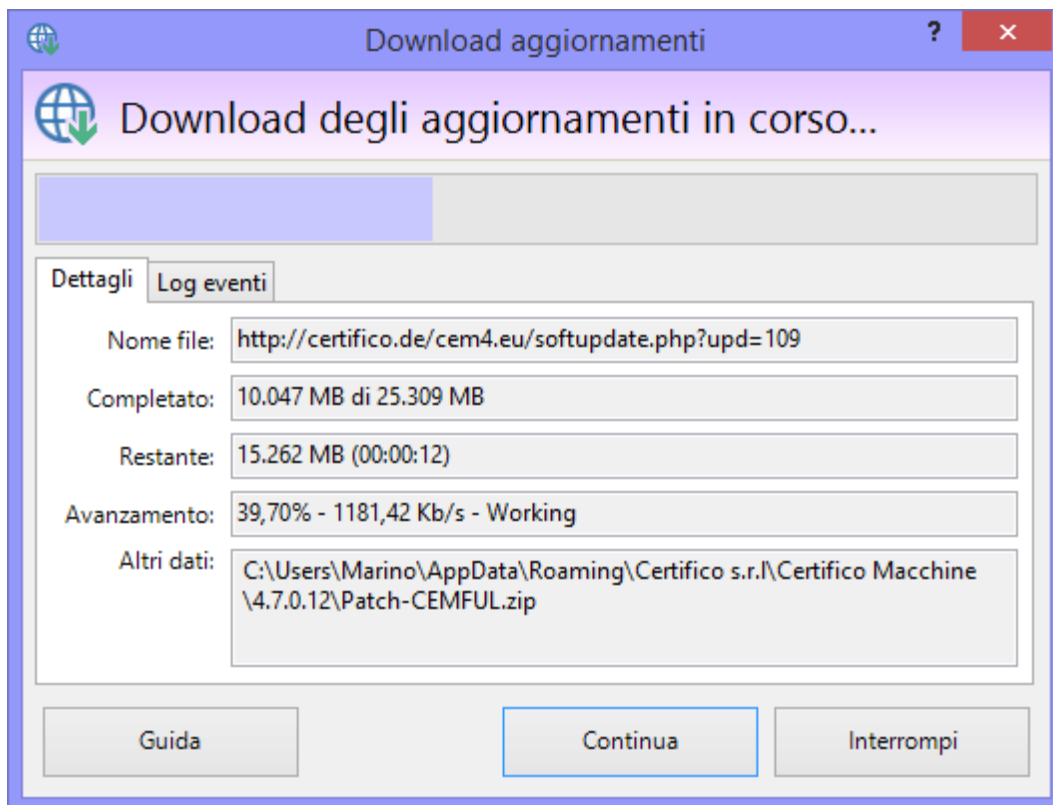 Download aggiornamenti ?
Download degli aggiornamenti in corso...
Dettagli Log eventi
Nome file: http://certifico.de/cem4.eu/softupdate.php?upd=109
Completato: 10.047 MB di 25.309 MB
Restante: 15.262 MB (00:00:12)
Avanzamento: 39,70% - 1181,42 Kb/s - Working
Altri dati: C:\Users\Marino\AppData\Roaming\Certifico s.r.l\Certifico Macchine
\4.7.0.12\Patch-CEMFUL.zip
Guida Continua Interrompi